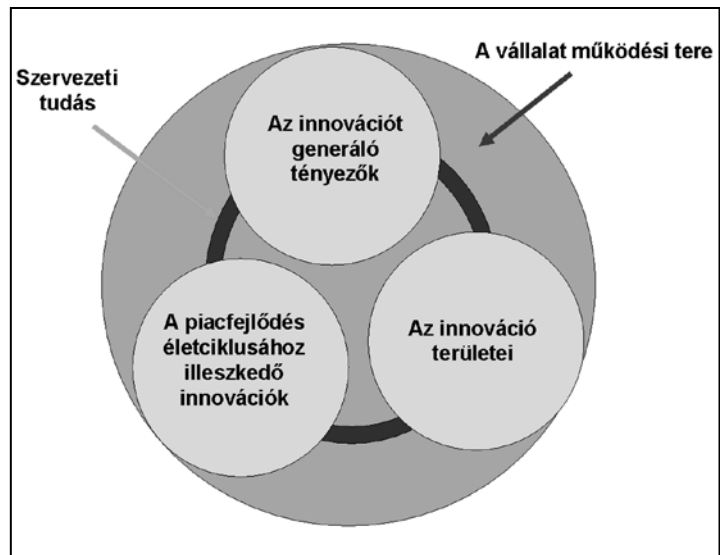 A vállalat működési tere
Szervezeti
tudás
Az innovációt
generáló
tényezők
A piacfejlődés
életciklusához
illeszkedő
innovációk
Az innováció
területei